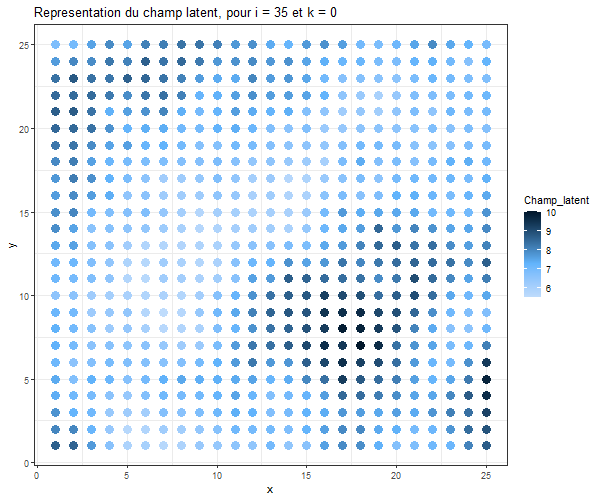 Representation du champ latent, pour i = 35 et k = 0
25
20
15
10
5
0
y
0 5 10 15 20 25
x
Champ_latent
10
9
8
7
6